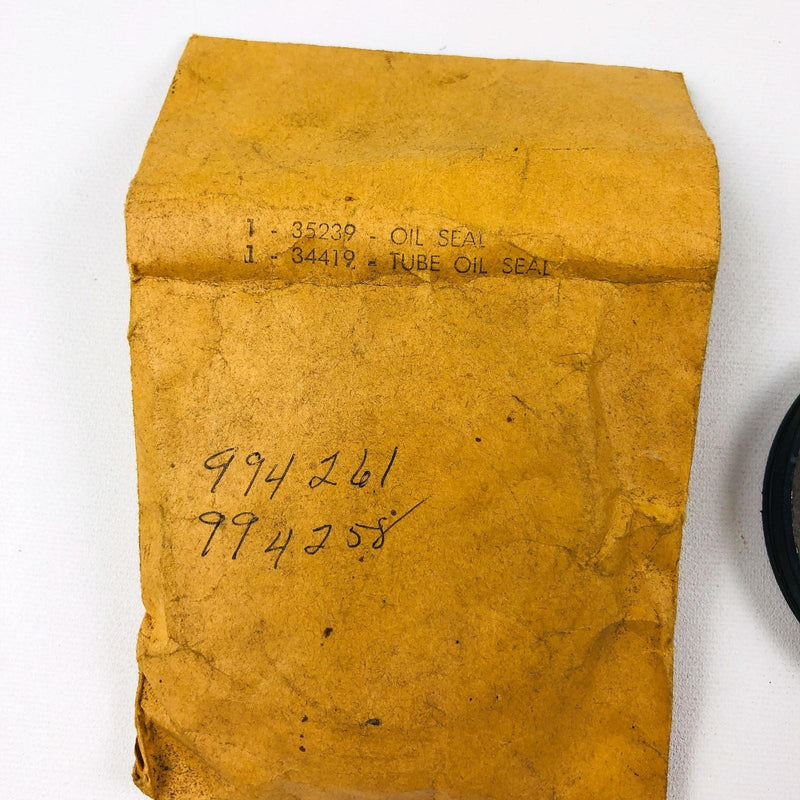 1 - 35239 - OIL SEAL
1 - 34419 - TUBE OIL SEAL
994261
994258